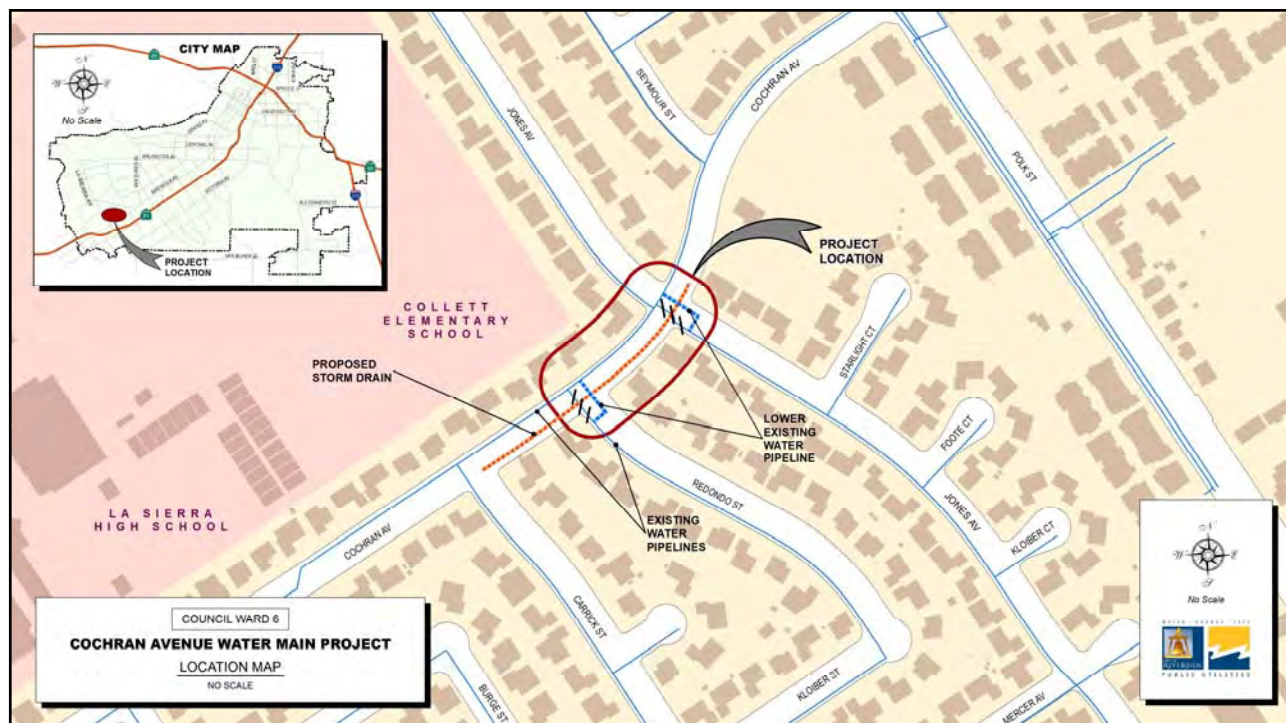 CITY MAP
N
W
E
S
No Scale
PROJECT
LOCATION
COLLETT
ELEMENTARY
SCHOOL
LA SIERRA
HIGH SCHOOL
PROPOSED
STORM DRAIN
JONES AV
SEYMOUR ST
COCHRAN AV
POLK ST
PROJECT
LOCATION
STARLIGHT CT
FOOTE CT
LOWER
EXISTING
WATER
PIPELINE
REDONDO ST
JONES AV
KLOIBER CT
EXISTING
WATER
PIPELINES
COCHRAN AV
CARRICK ST
KLOIBER ST
BURGE ST
MERCER AV
COUNCIL WARD 6
COCHRAN AVENUE WATER MAIN PROJECT
LOCATION MAP
NO SCALE
N
W
E
S
No Scale
WATER | ENERGY | LIFE
RIVERSIDE
PUBLIC UTILITIES